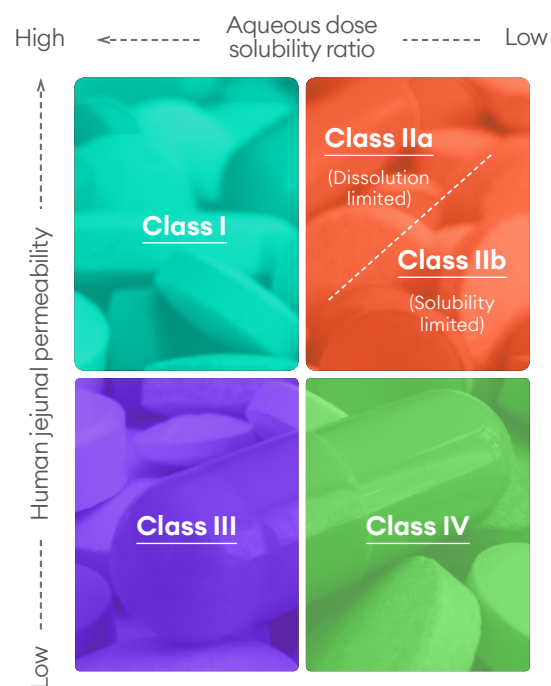 High
Aqueous dose
solubility ratio
Low
Human jejunal permeability
Low
Class I
Class IIa
(Dissolution
limited)
Class IIb
(Solubility
limited)
Class III
Class IV